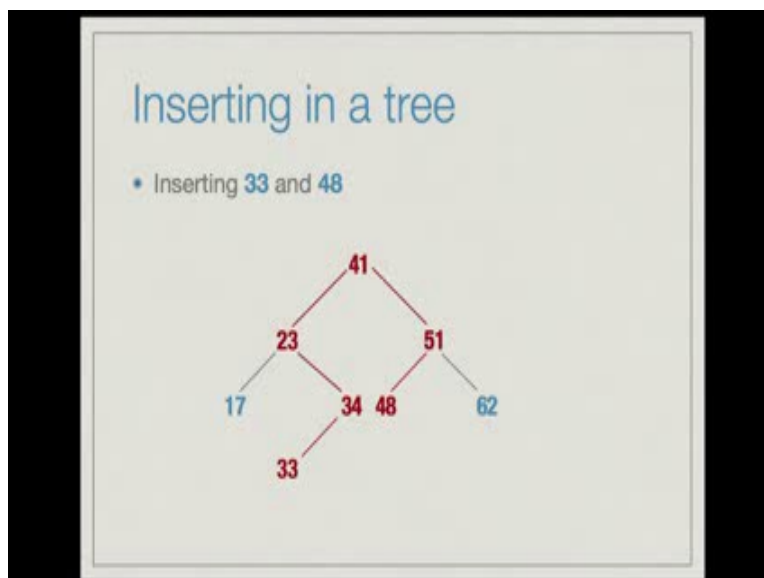 Inserting in a tree
• Inserting 33 and 48
41
23 51
17 34 48 62
33